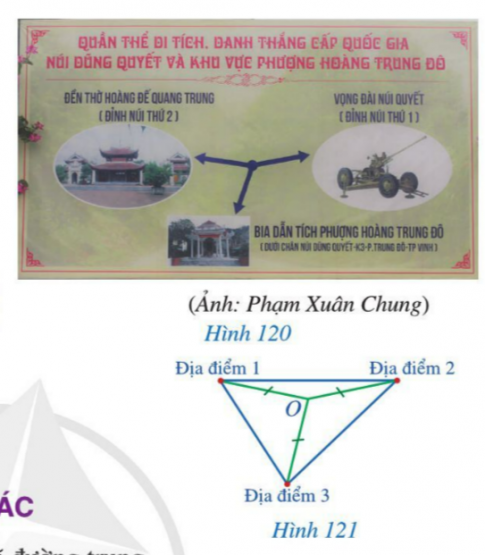 QUẦN THỂ DI TÍCH, DANH THẮNG CẤP QUỐC GIA
NÚI DŨNG QUYẾT VÀ KHU VỰC PHƯỢNG HOÀNG TRUNG ĐÔ
ĐỀN THỜ HOÀNG ĐẾ QUANG TRUNG
( ĐỈNH NÚI THỨ 2 )
VỌNG ĐÀI NÚI QUYẾT
( ĐỈNH NÚI THỨ 1 )
BIA DẪN TÍCH PHƯỢNG HOÀNG TRUNG ĐÔ
( DƯỚI CHÂN NÚI DŨNG QUYẾT-K3-P.TRUNG ĐÔ-TP VINH )
(Ảnh: Phạm Xuân Chung)
Hình 120
Địa điểm 1
Địa điểm 2
O
Địa điểm 3
ÁC
Hình 121
đường trung